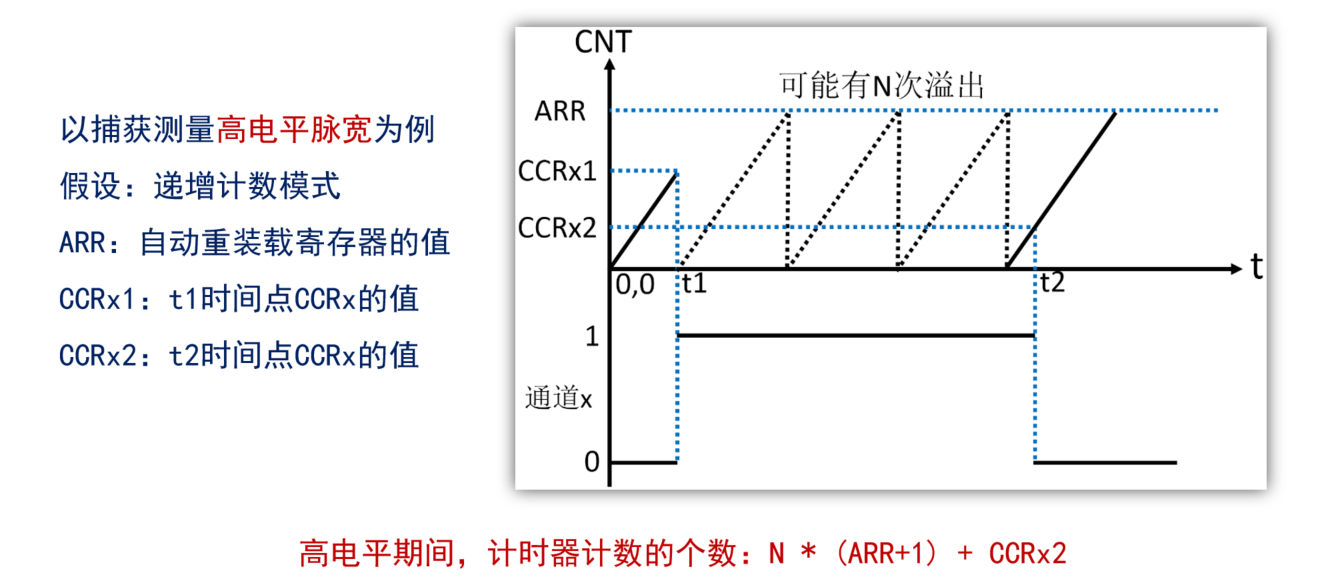 以捕获测量高电平脉宽为例
假设：递增计数模式
ARR：自动重装载寄存器的值
CCRx1：t1时间点CCRx的值
CCRx2：t2时间点CCRx的值
CNT
可能有N次溢出
ARR
CCRx1
CCRx2
0,0
t1
t2
t
1
通道x
0
高电平期间，计时器计数的个数：N * (ARR+1) + CCRx2